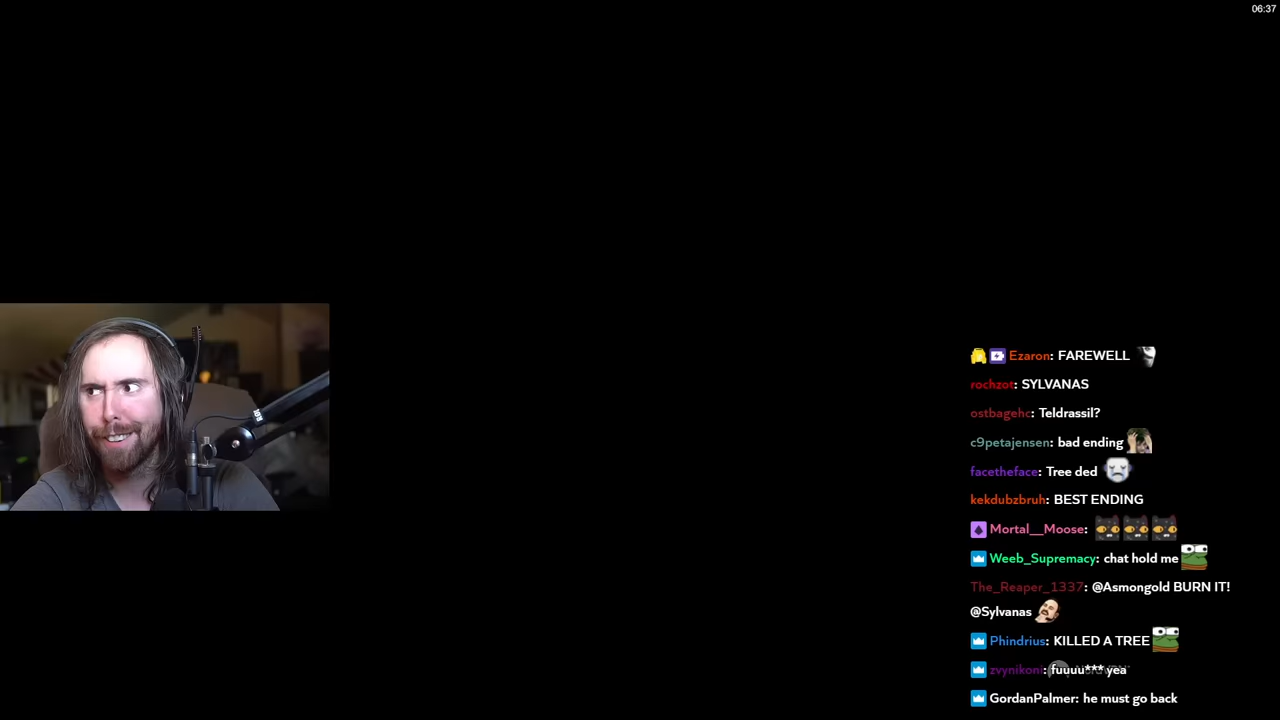 06:37
Ezaron: FAREWELL
rochzot: SYLVANAS
ostbagehc: Teldrassil?
c9petajensen: bad ending
facetheface: Tree ded
kekdubzbruh: BEST ENDING
Mortal__Moose:
Weeb_Supremacy: chat hold me
The_Reaper_1337: @Asmongold BURN IT!
@Sylvanas
Phindrius: KILLED A TREE
zvynikoni: fuuuu*** yea
GordanPalmer: he must go back